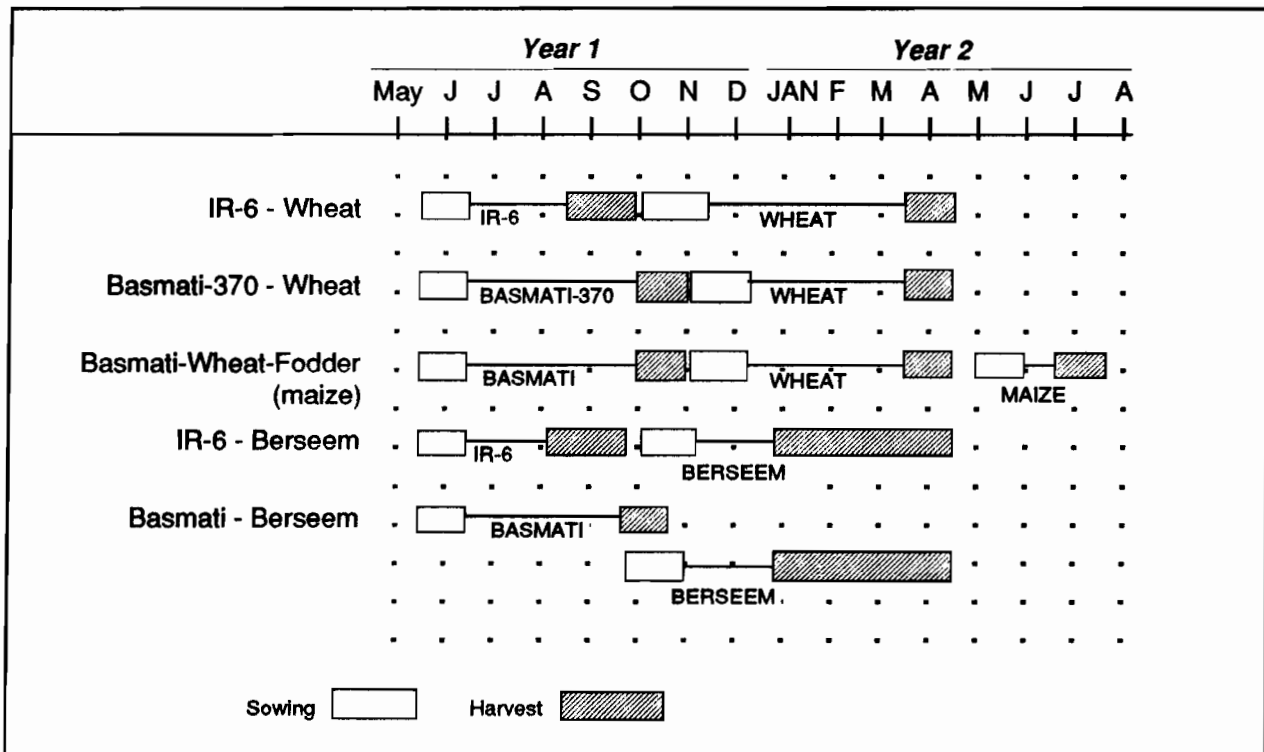 Year 1 Year 2
May J J A S O N D JAN F M A M J J A
IR-6 - Wheat
IR-6 WHEAT
Basmati-370 - Wheat
BASMATI-370 WHEAT
Basmati-Wheat-Fodder
(maize)
BASMATI WHEAT MAIZE
IR-6 - Berseem
IR-6 BERSEEM
Basmati - Berseem
BASMATI
BERSEEM
Sowing Harvest